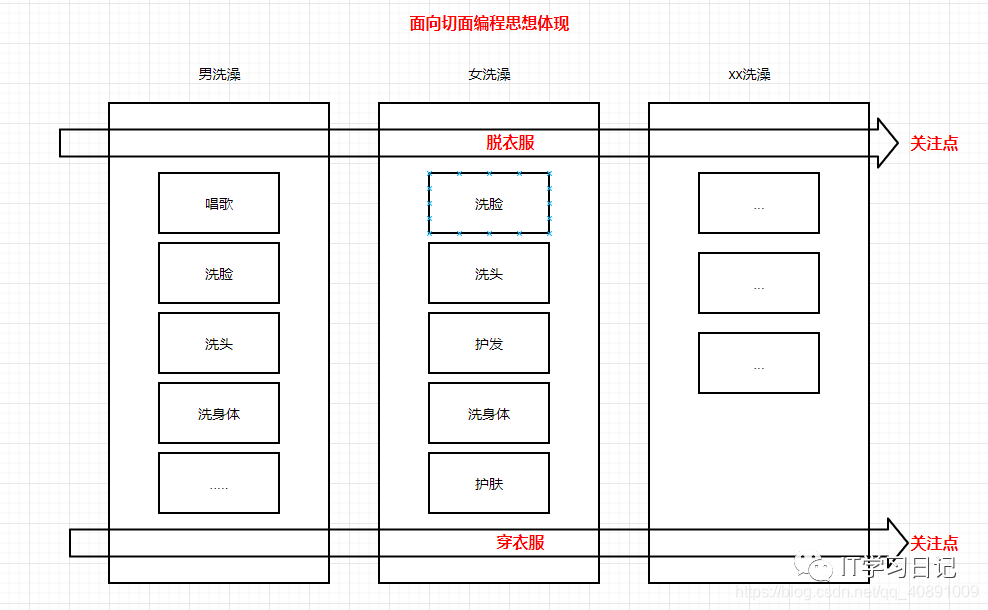 面向切面编程思想体现
男洗澡
女洗澡
xx洗澡
脱衣服
关注点
唱歌
洗脸
洗头
洗身体
.....
洗脸
洗头
护发
洗身体
护肤
...
...
...
穿衣服
关注点
IT学习日记
https://blog.csdn.net/qq_40891009